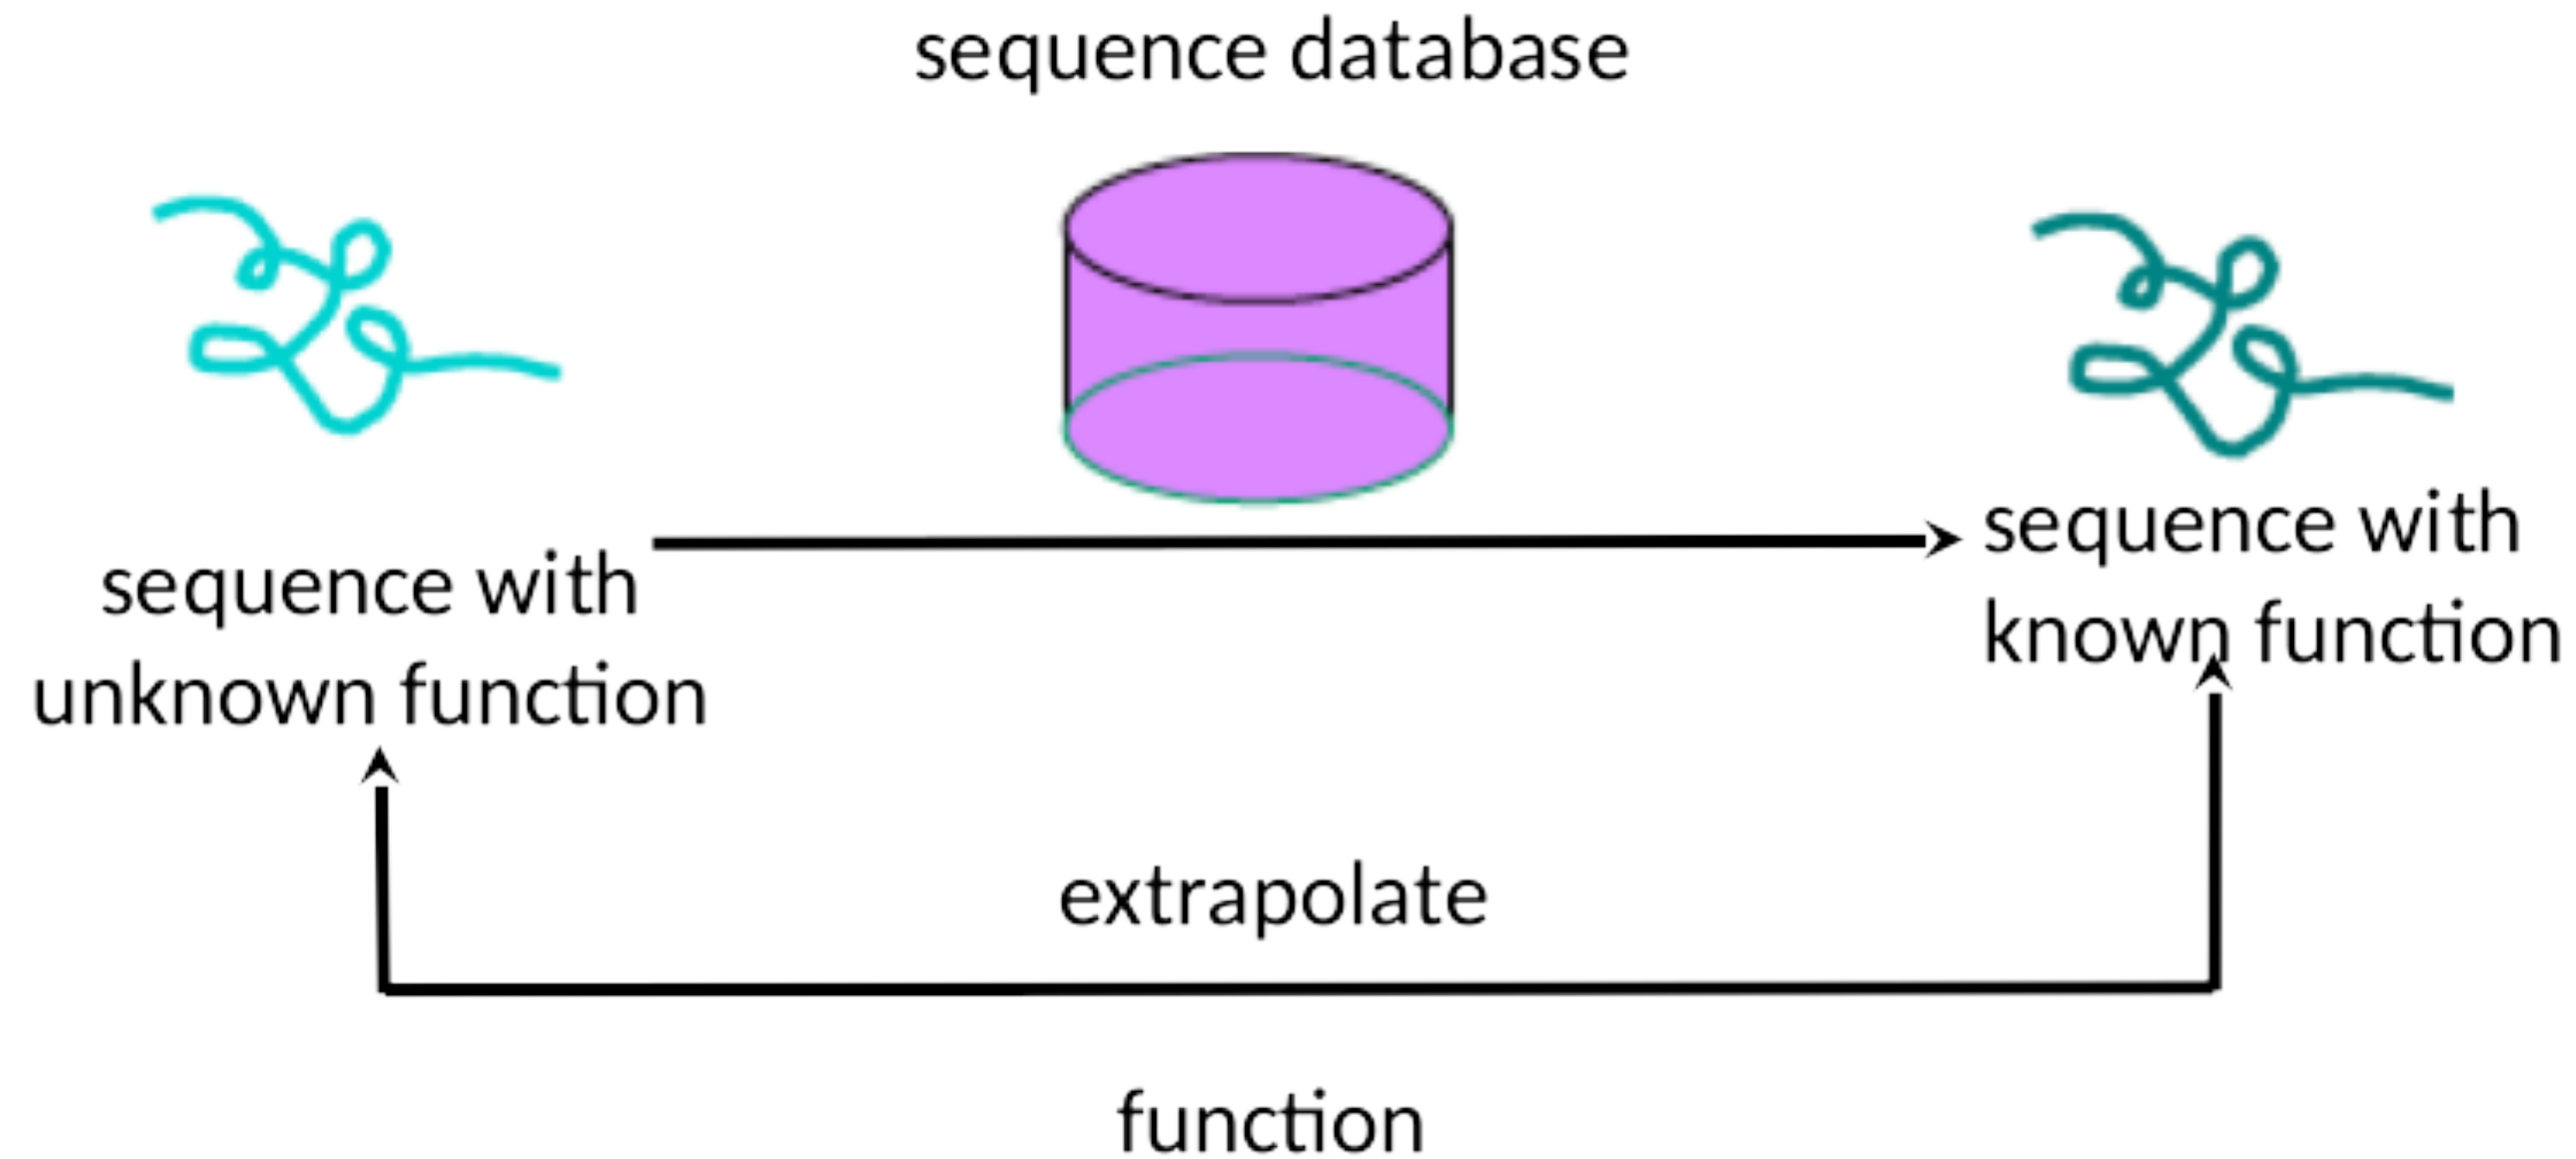 sequence database
sequence with
unknown function
sequence with
known function
extrapolate
function